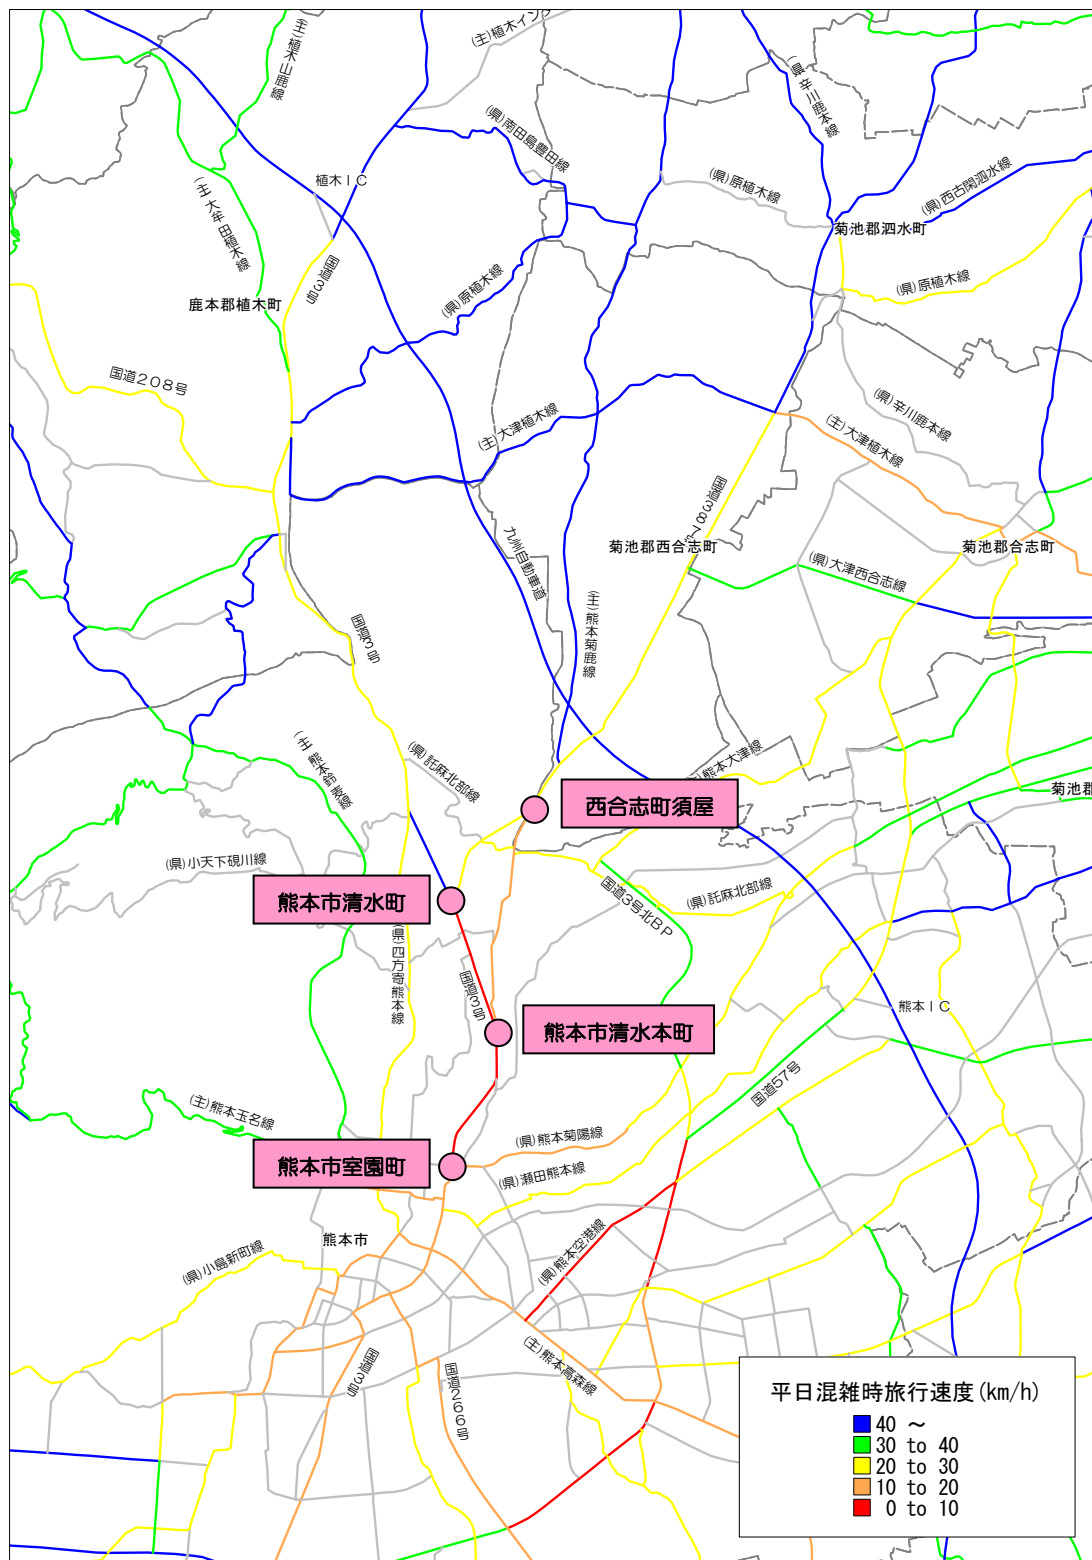 (主)植木山鹿線
(主)植木イン
(県)辛川鹿本線
(県)南田島豊田線
植木IC
(県)原植木線
(県)西古閑泗水線
(主)大牟田植木線
菊池郡泗水町
国道3号
(県)原植木線
(県)原植木線
鹿本郡植木町
国道208号
(県)辛川鹿本線
(主)大津植木線
(主)大津植木線
国道387号
九州自動車道
菊池郡西合志町
菊池郡合志町
(県)大津西合志線
(主)熊本菊鹿線
国道3号
(主)熊本鈴麦線
(県)託麻北部線
熊本大津線
菊池郡
西合志町須屋
(県)小天下硯川線
熊本市清水町
国道3号北BP
(県)託麻北部線
(県)四方寄熊本線
国道3号
熊本IC
熊本市清水本町
国道57号
(主)熊本玉名線
(県)熊本菊陽線
熊本市室園町
(県)瀬田熊本線
熊本市
(県)小島新町線
(県)熊本空港線
国道3号
国道266号
(主)熊本高森線
平日混雑時旅行速度(km/h)
40 ～
30 to 40
20 to 30
10 to 20
0 to 10